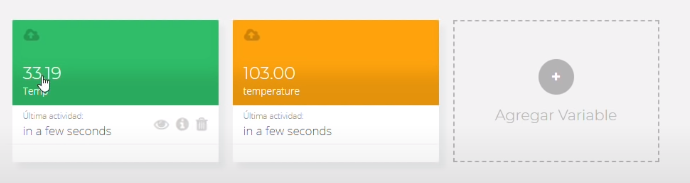 33.19
Temp
Última actividad:
in a few seconds
103.00
temperature
Última actividad:
in a few seconds
Agregar Variable